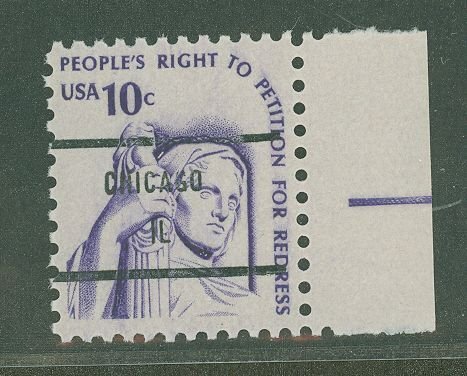 PEOPLE'S RIGHT TO PETITION FOR REDRESS
USA 10c
CHICAGO
IL